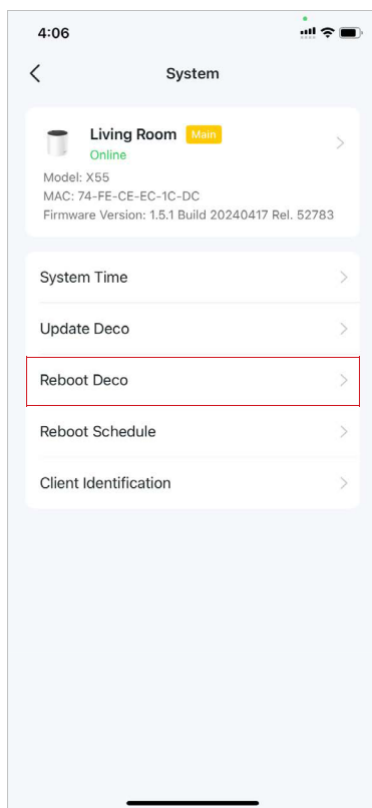 4:06
System
Living Room Main
Online
Model: X55
MAC: 74-FE-CE-EC-1C-DC
Firmware Version: 1.5.1 Build 20240417 Rel. 52783
System Time
Update Deco
Reboot Deco
Reboot Schedule
Client Identification